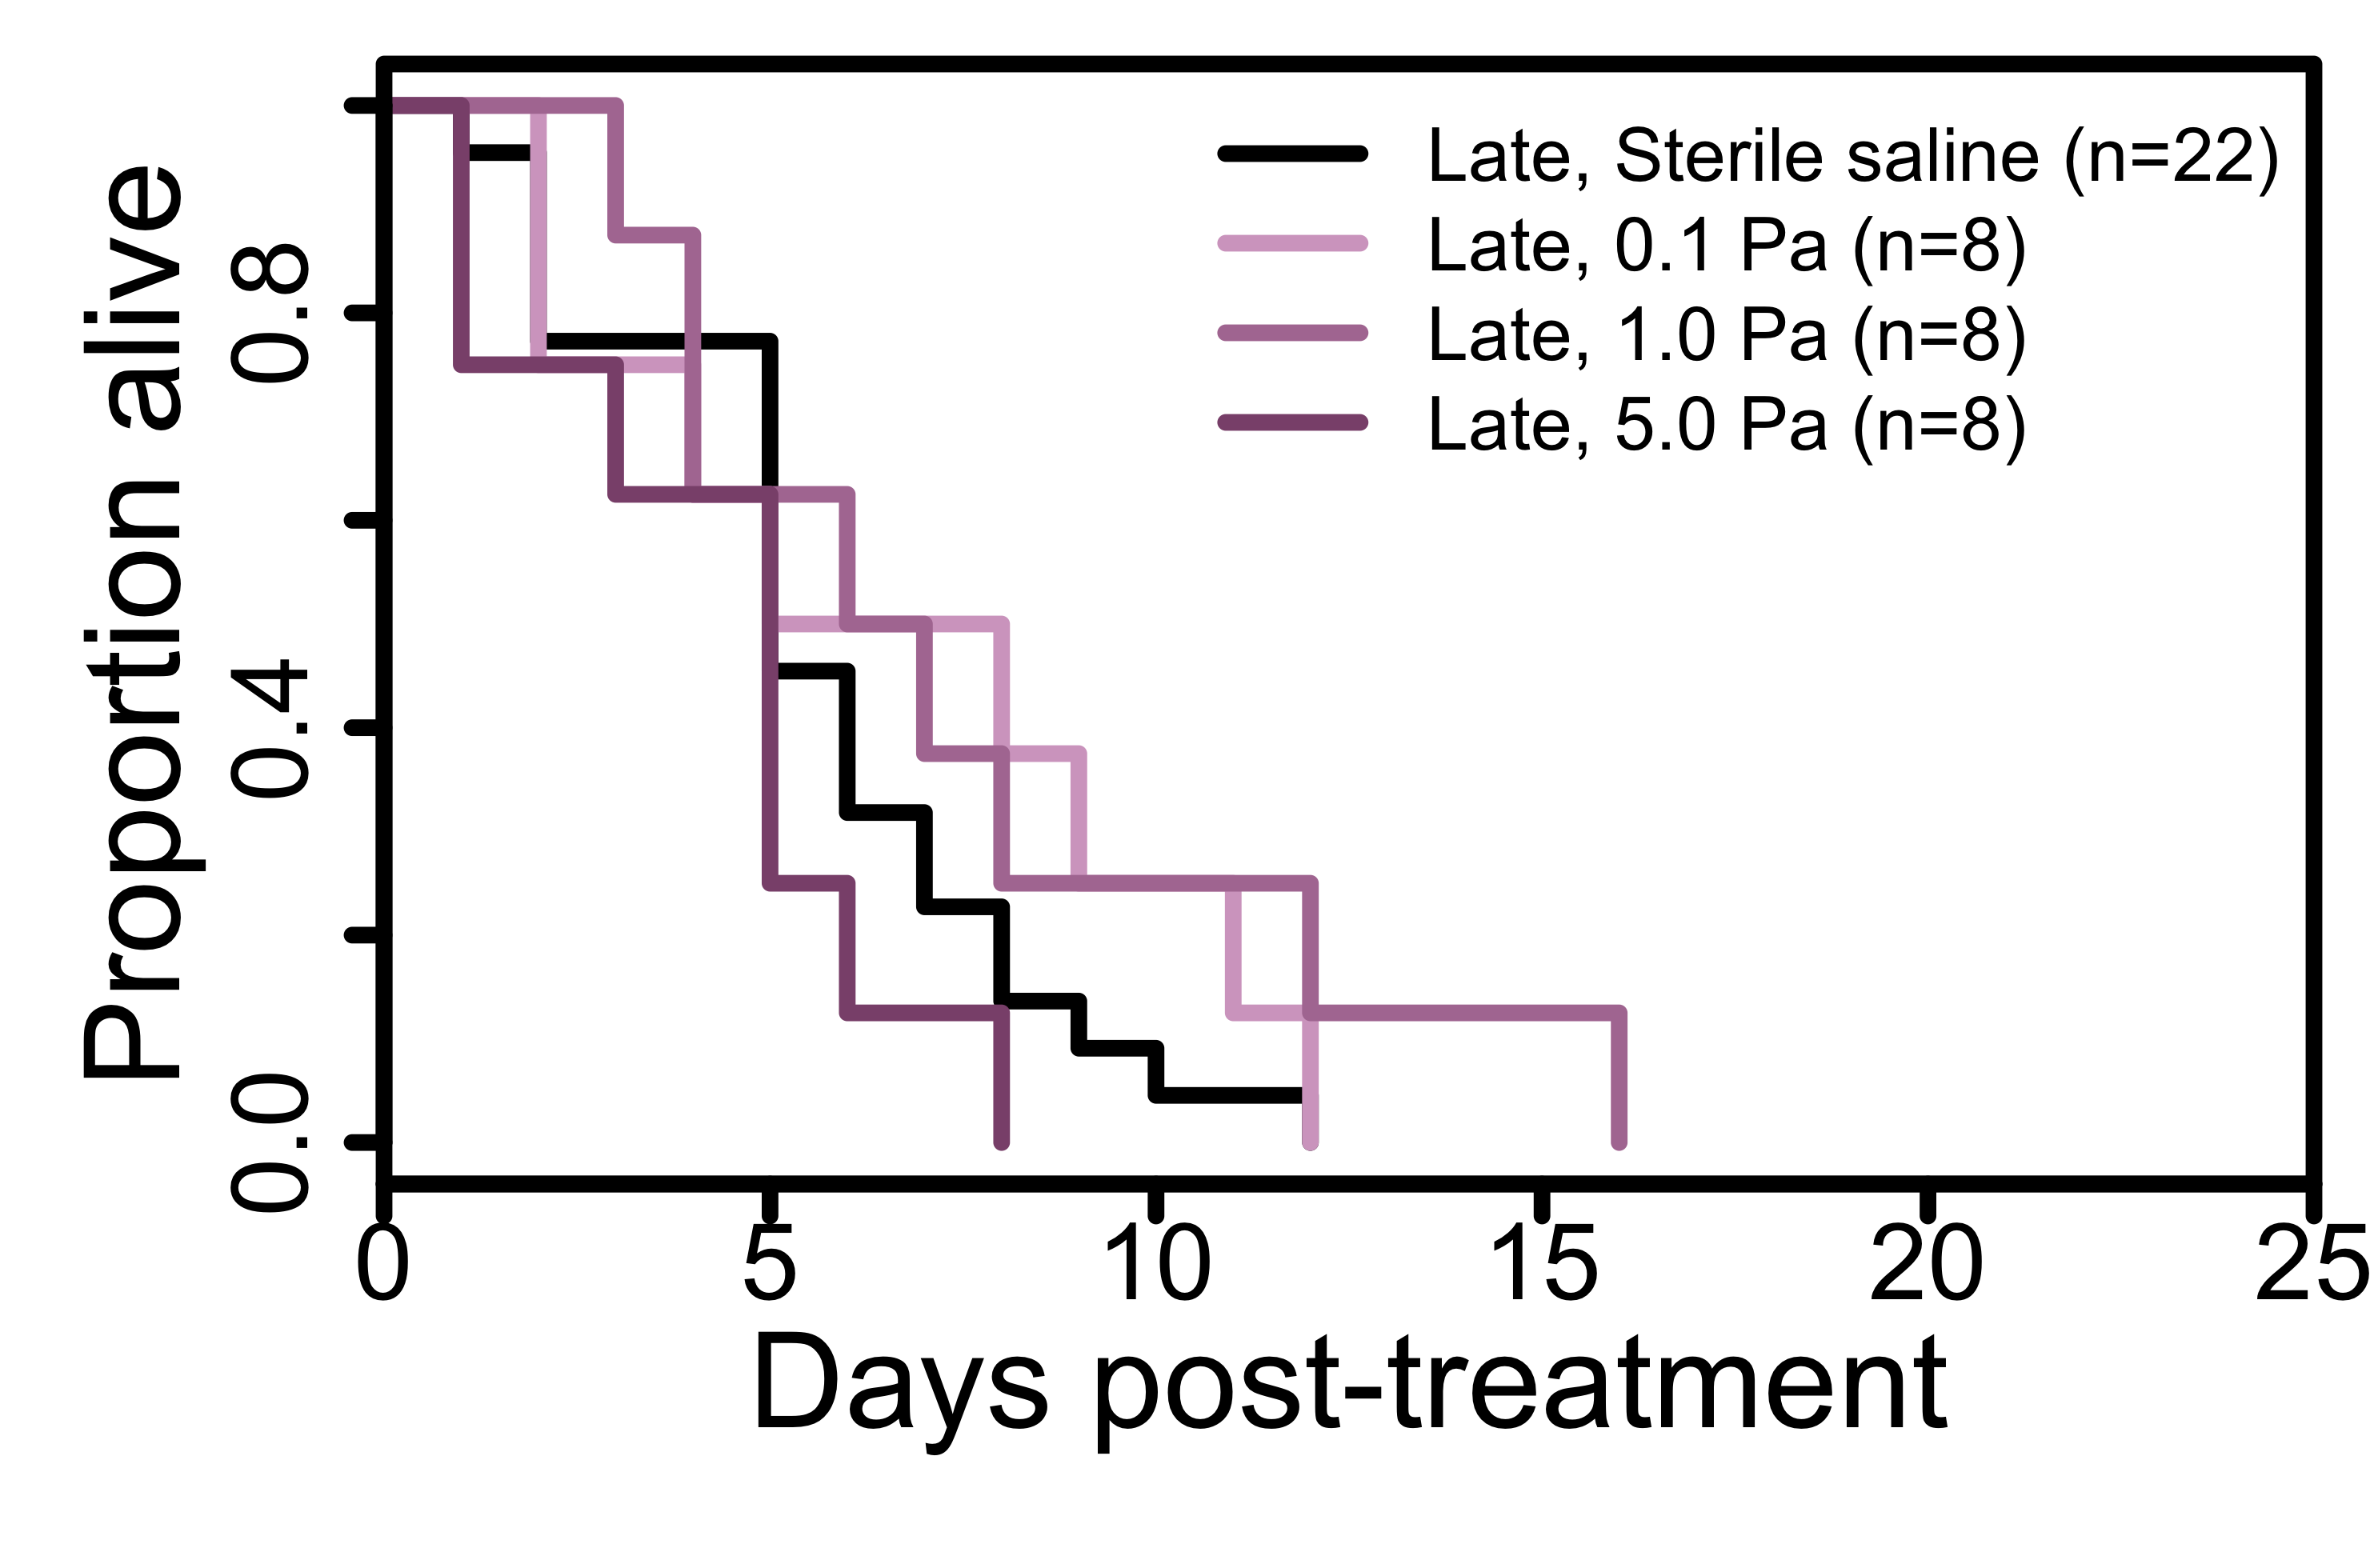 Late, Sterile saline (n=22)
Late, 0.1 Pa (n=8)
Late, 1.0 Pa (n=8)
Late, 5.0 Pa (n=8)
Proportion alive
0.8
0.4
0.0
0 5 10 15 20 25
Days post-treatment